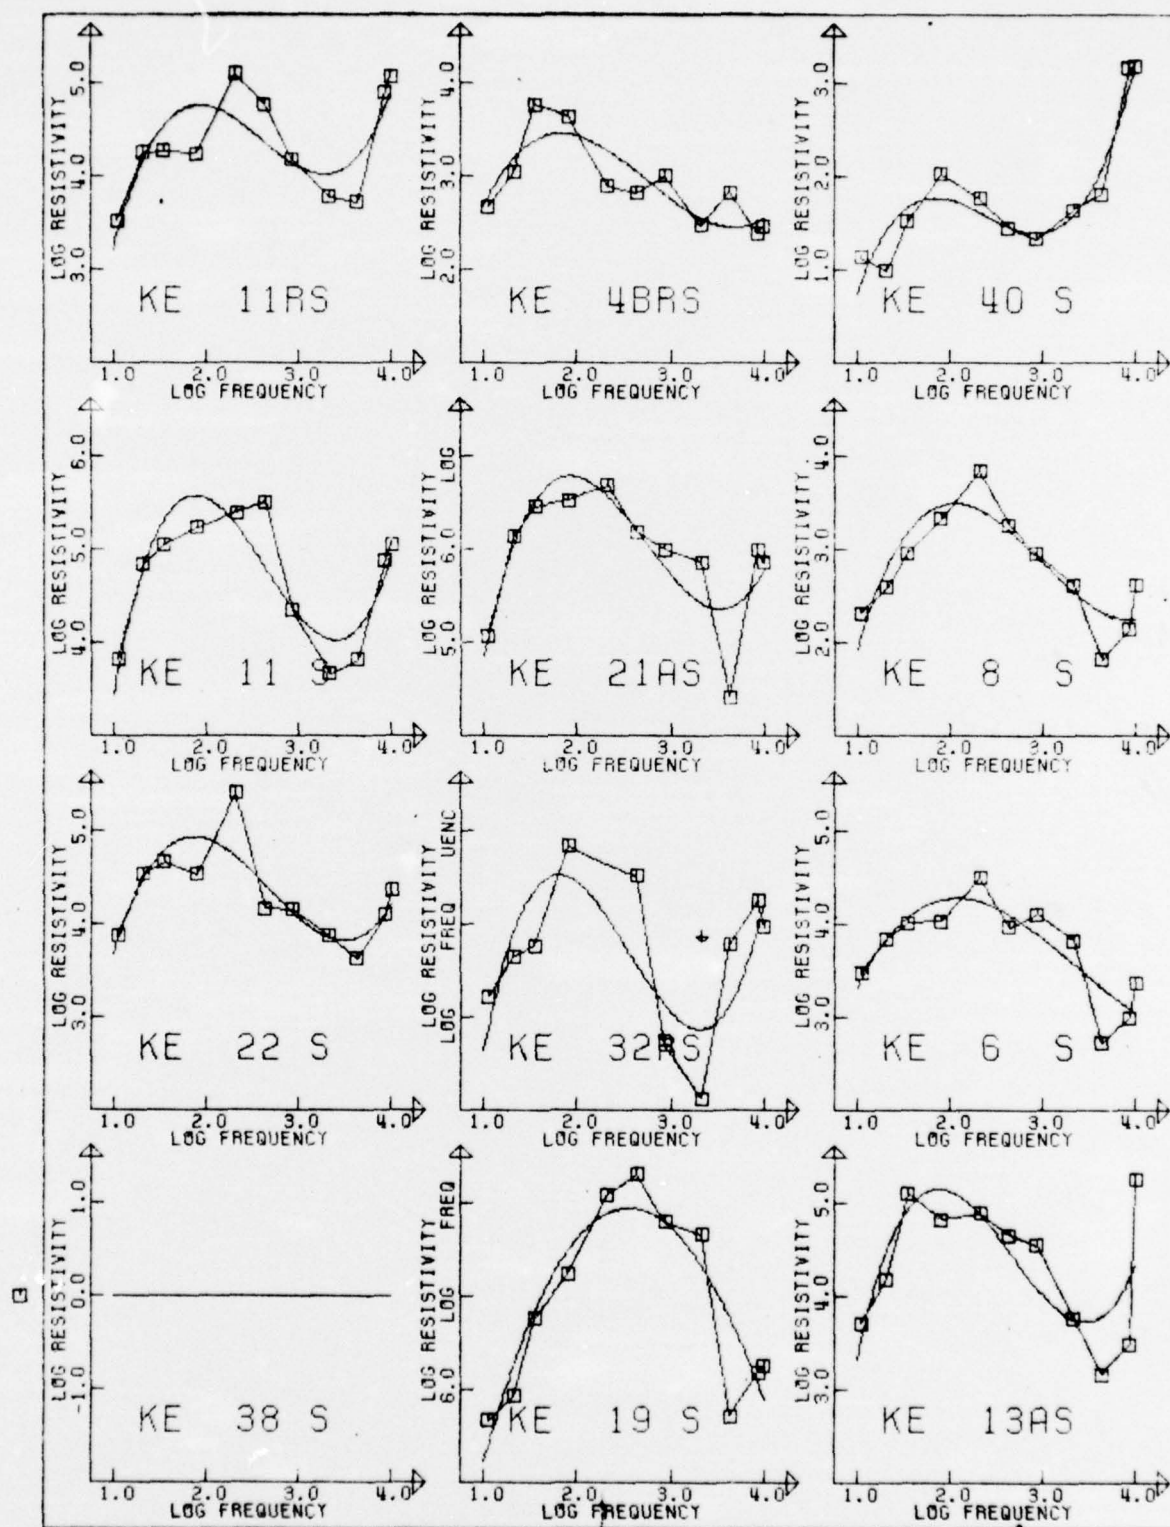 5.0
4.0
3.0
LOG RESISTIVITY
KE 11RS
1.0 2.0 3.0 4.0
LOG FREQUENCY
4.0
3.0
2.0
LOG RESISTIVITY
KE 4BRS
1.0 2.0 3.0 4.0
LOG FREQUENCY
3.0
2.0
1.0
LOG RESISTIVITY
KE 40 S
1.0 2.0 3.0 4.0
LOG FREQUENCY
6.0
5.0
4.0
LOG RESISTIVITY
KE 11 S
1.0 2.0 3.0 4.0
LOG FREQUENCY
LOG
6.0
5.0
LOG RESISTIVITY
KE 21AS
1.0 2.0 3.0 4.0
LOG FREQUENCY
4.0
3.0
2.0
LOG RESISTIVITY
KE 8 S
1.0 2.0 3.0 4.0
LOG FREQUENCY
5.0
4.0
3.0
LOG RESISTIVITY
KE 22 S
1.0 2.0 3.0 4.0
LOG FREQUENCY
UENC
FREQ
LOG
LOG RESISTIVITY
KE
1.0 2.0 3.0 4.0
LOG FREQUENCY
5.0
4.0
3.0
LOG RESISTIVITY
KE 6 S
1.0 2.0 3.0 4.0
LOG FREQUENCY
1.0
0.0
-1.0
LOG RESISTIVITY
KE 38 S
1.0 2.0 3.0 4.0
LOG FREQUENCY
FREQ
LOG
6.0
LOG RESISTIVITY
KE 19 S
1.0 2.0 3.0 4.0
LOG FREQUENCY
5.0
4.0
3.0
LOG RESISTIVITY
KE 13AS
1.0 2.0 3.0 4.0
LOG FREQUENCY